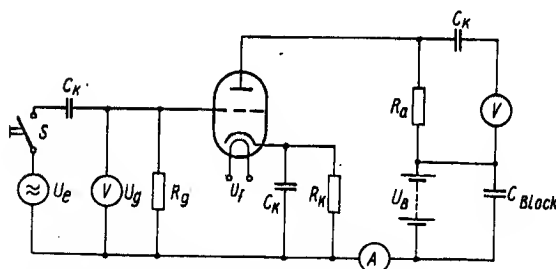 C_K
C_K
S
R_a
V
U_e
V
U_g
R_g
U_f
C_K
R_K
U_B
C_Block
A